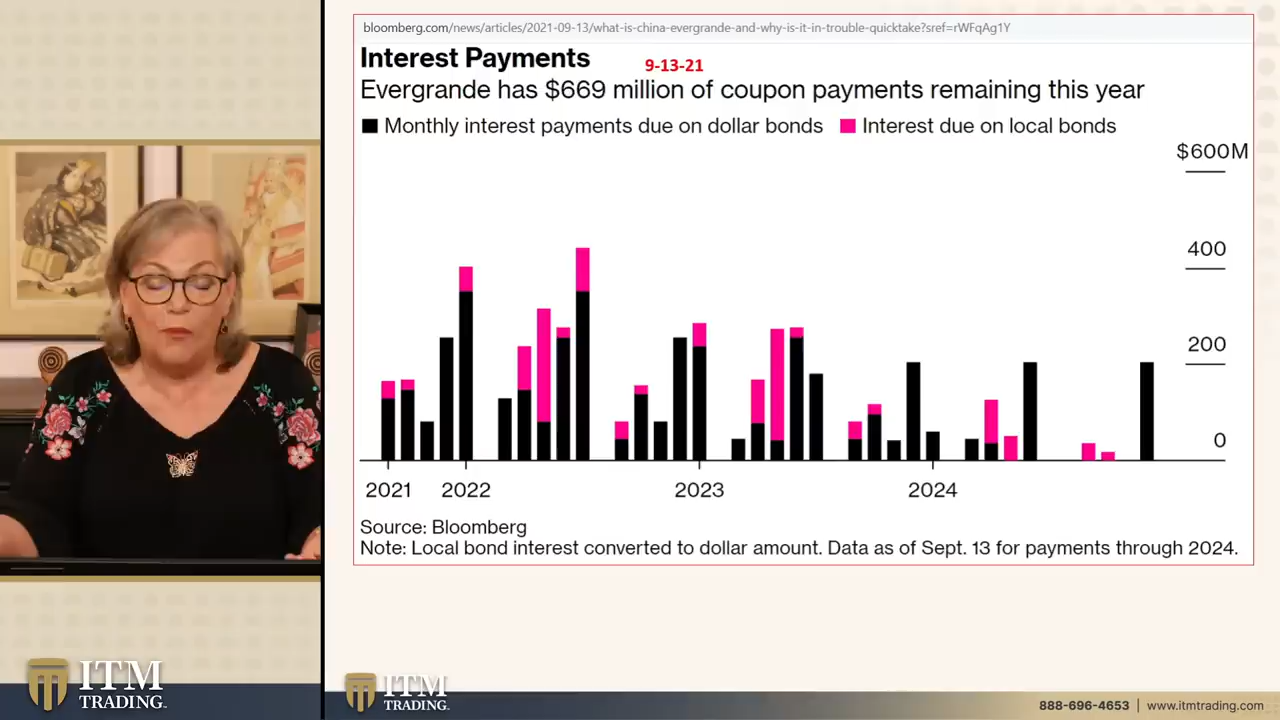 bloomberg.com/news/articles/2021-09-13/what-is-china-evergrande-and-why-is-it-in-trouble-quicktake?sref=rWFqAg1Y
Interest Payments
9-13-21
Evergrande has $669 million of coupon payments remaining this year
Monthly interest payments due on dollar bonds Interest due on local bonds
$600M
400
200
0
2021 2022 2023 2024
Source: Bloomberg
Note: Local bond interest converted to dollar amount. Data as of Sept. 13 for payments through 2024.
ITM
TRADING.
ITM
TRADING.
888-696-4653 | www.itmtrading.com